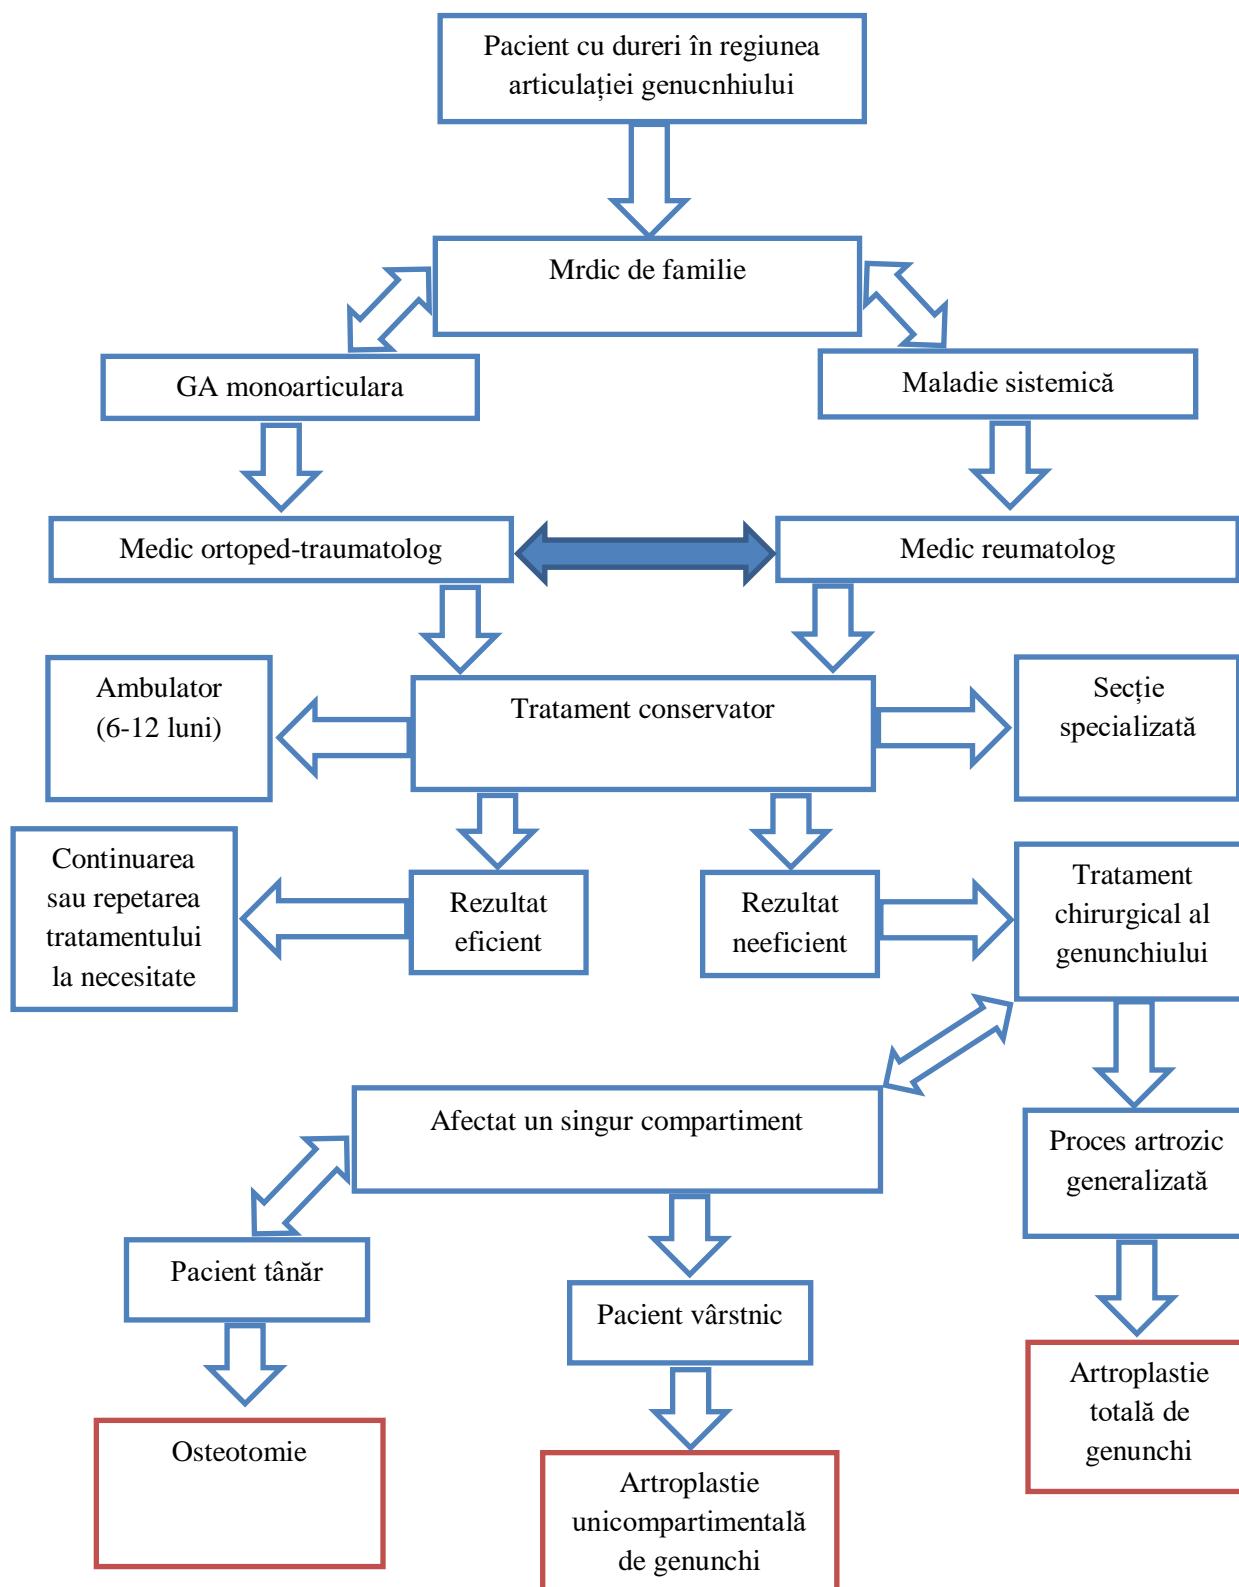 Pacient cu dureri în regiunea
articulației genucnhiului
Mrdic de familie
GA monoarticulara
Maladie sistemică
Medic ortoped-traumatolog
Medic reumatolog
Ambulator
(6-12 luni)
Tratament conservator
Secție
specializată
Continuarea
sau repetarea
tratamentului
la necesitate
Rezultat
eficient
Rezultat
neeficient
Tratament
chirurgical al
genunchiului
Afectat un singur compartiment
Proces artrozic
generalizată
Pacient tânăr
Pacient vârstnic
Artroplastie
totală de
genunchi
Osteotomie
Artroplastie
unicompartimentală
de genunchi